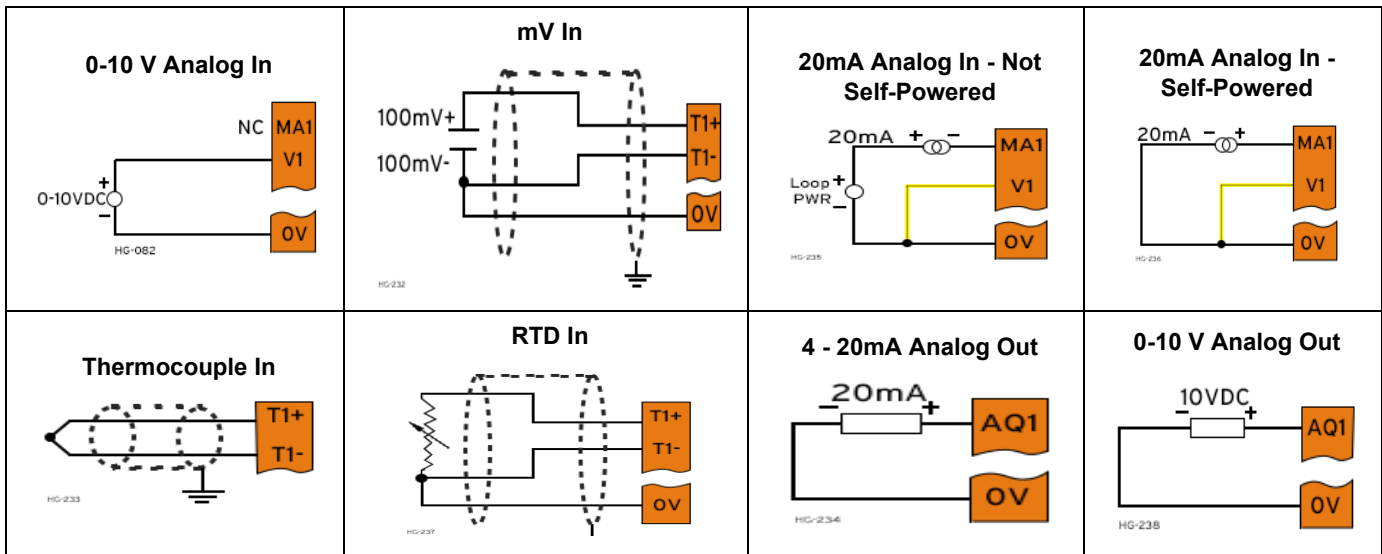 0-10 V Analog In
NC MA1
V1
+
0-10VDC
−
0V
HG-082
mV In
100mV+
100mV-
T1+
T1-
0V
HG-232
20mA Analog In - Not
Self-Powered
20mA + −
MA1
Loop +
PWR −
V1
0V
HG-235
20mA Analog In -
Self-Powered
20mA − +
MA1
V1
0V
HG-236
Thermocouple In
T1+
T1-
HG-233
RTD In
T1+
T1-
0V
HG-237
4 - 20mA Analog Out
20mA
− +
AQ1
0V
HG-234
0-10 V Analog Out
10VDC
− +
AQ1
0V
HG-238